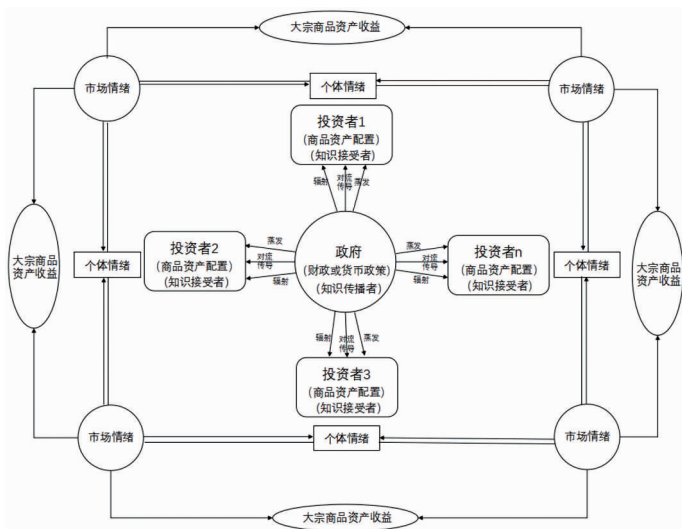 大宗商品资产收益
市场情绪
个体情绪
市场情绪
投资者1
(商品资产配置)
(知识接受者)
辐射
对流
传导
蒸发
大宗商品
资产收益
个体情绪
投资者2
(商品资产配置)
(知识接受者)
蒸发
对流
传导
辐射
政府
(财政或货币政策)
(知识传播者)
蒸发
对流
传导
辐射
投资者n
(商品资产配置)
(知识接受者)
个体情绪
大宗商品
资产收益
辐射
对流
传导
蒸发
投资者3
(商品资产配置)
(知识接受者)
市场情绪
个体情绪
市场情绪
大宗商品资产收益